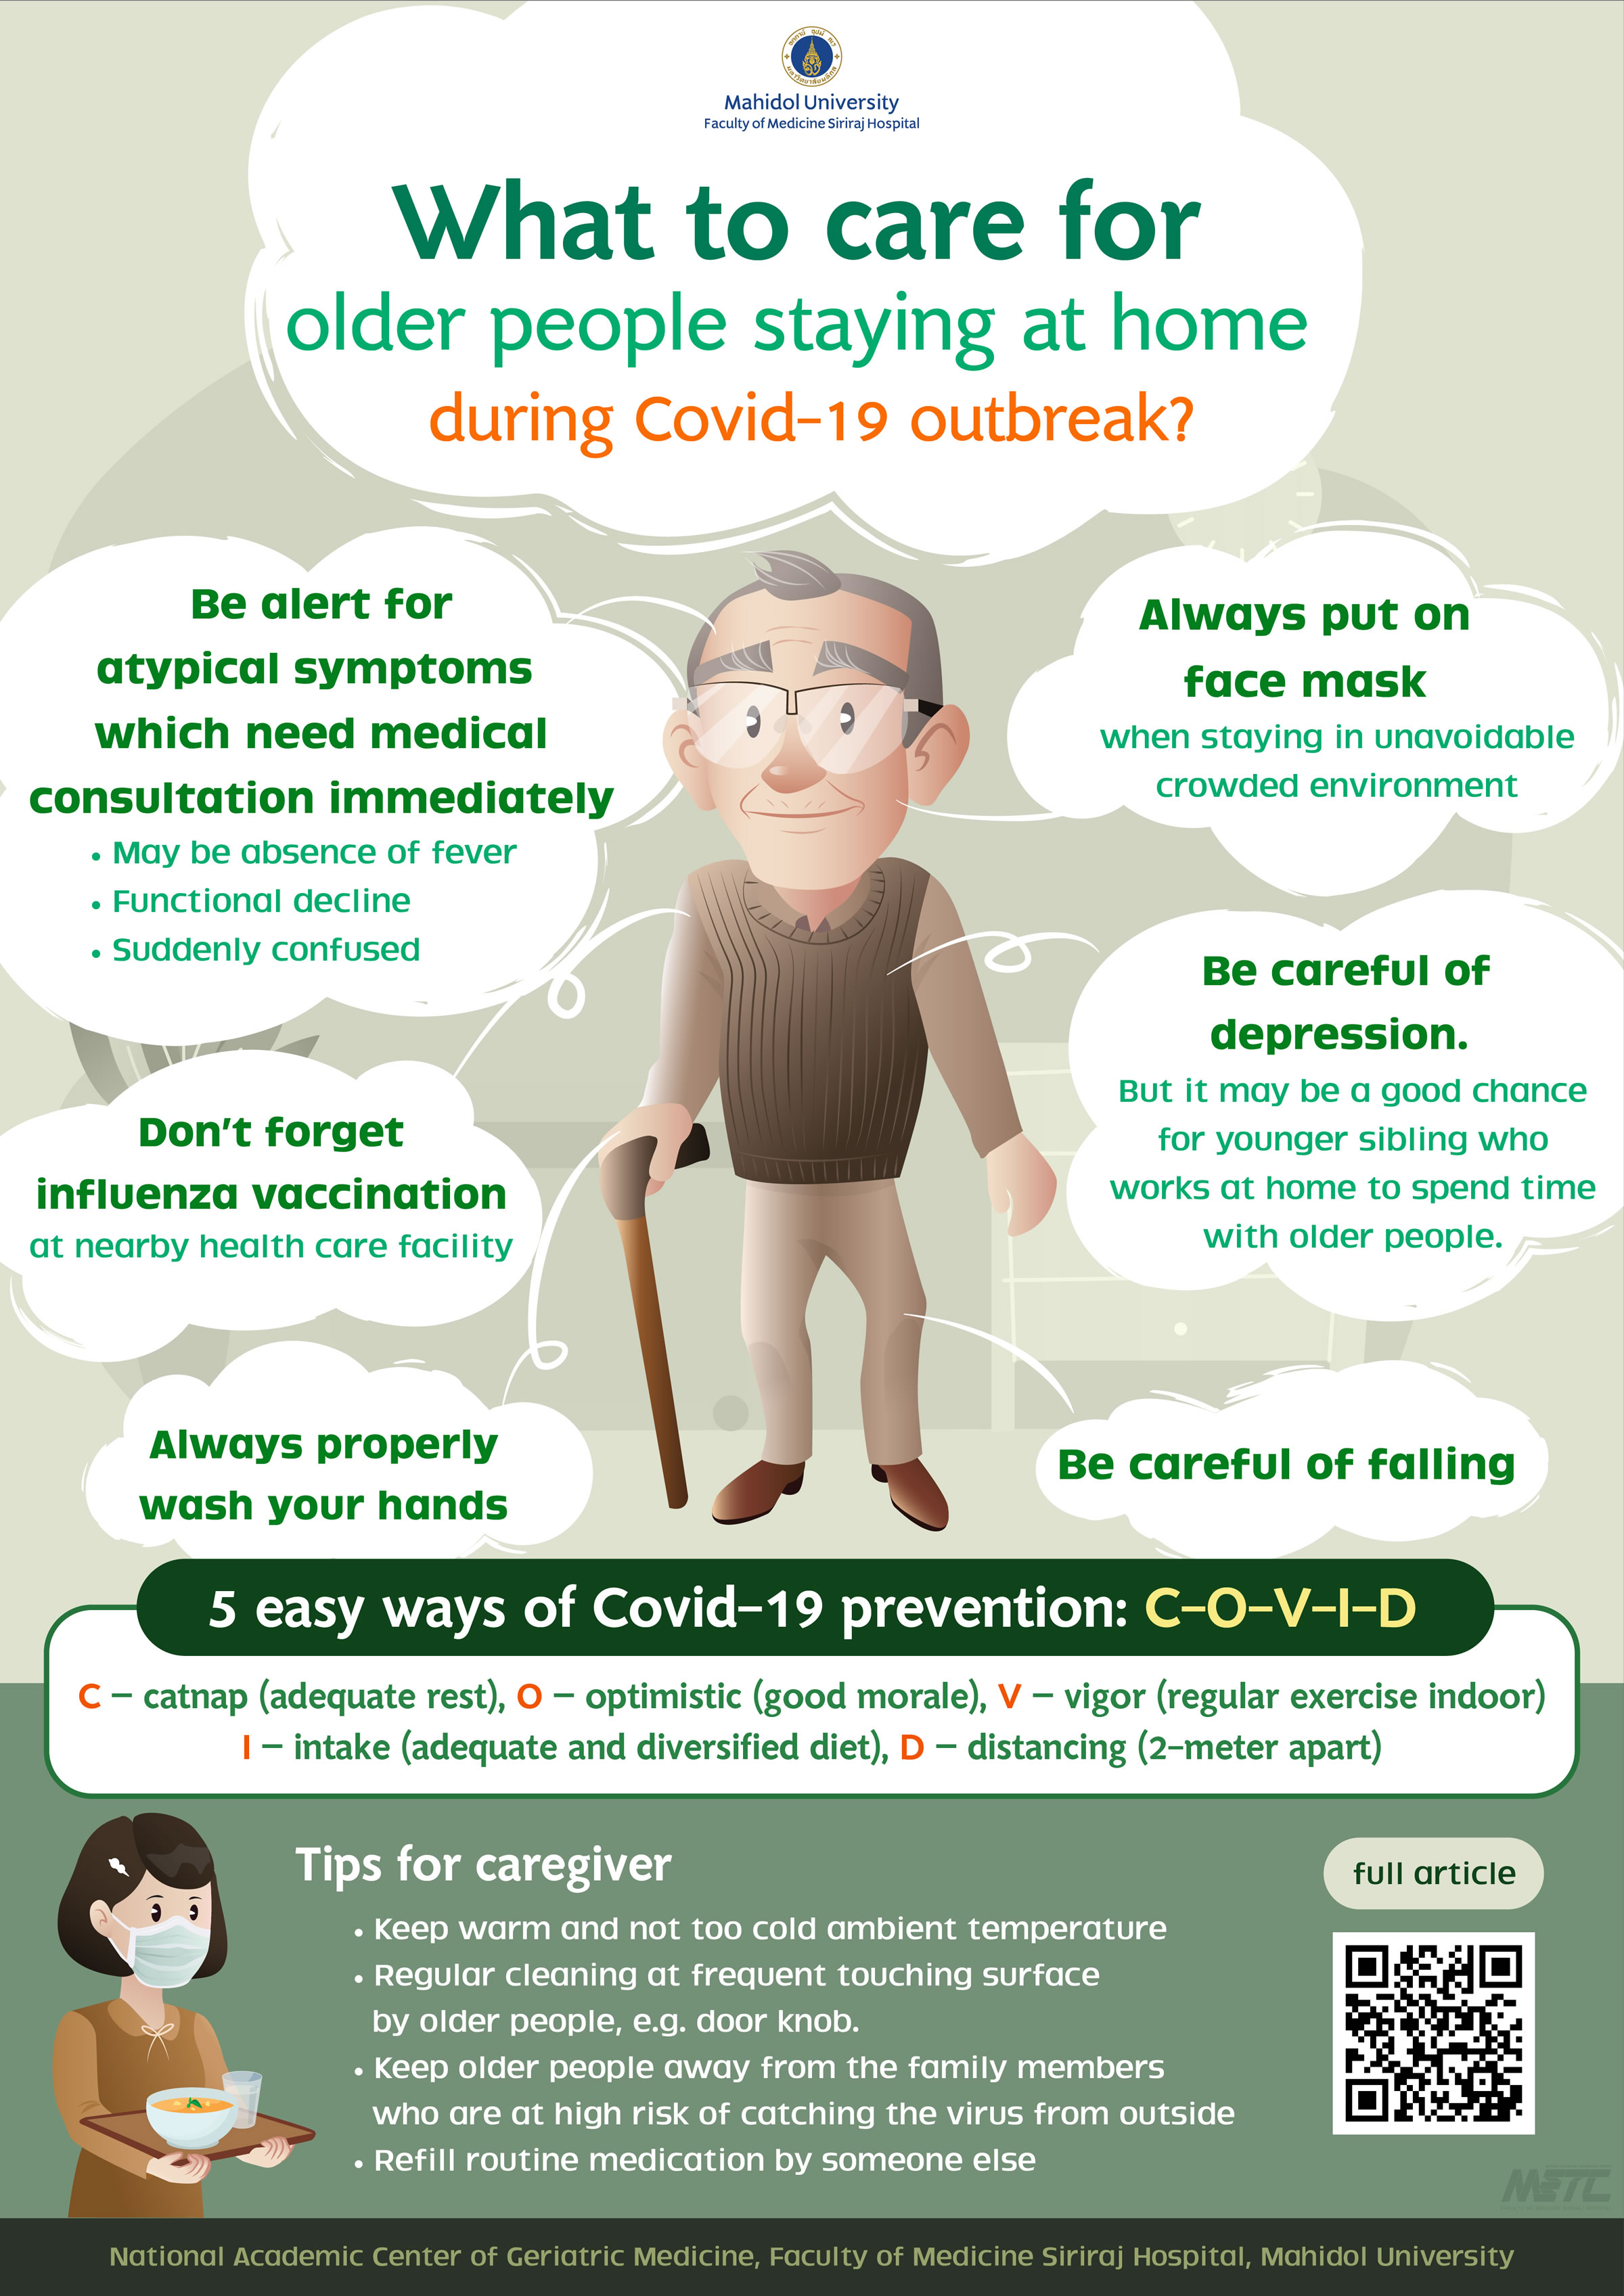 Mahidol University
Faculty of Medicine Siriraj Hospital
What to care for
older people staying at home
during Covid-19 outbreak?
Be alert for
atypical symptoms
which need medical
consultation immediately
• May be absence of fever
• Functional decline
• Suddenly confused
Always put on
face mask
when staying in unavoidable
crowded environment
Be careful of
depression.
But it may be a good chance
for younger sibling who
works at home to spend time
with older people.
Don't forget
influenza vaccination
at nearby health care facility
Always properly
wash your hands
Be careful of falling
5 easy ways of Covid-19 prevention: C-O-V-I-D
C – catnap (adequate rest), O – optimistic (good morale), V – vigor (regular exercise indoor)
I – intake (adequate and diversified diet), D – distancing (2-meter apart)
Tips for caregiver
• Keep warm and not too cold ambient temperature
• Regular cleaning at frequent touching surface
by older people, e.g. door knob.
• Keep older people away from the family members
who are at high risk of catching the virus from outside
• Refill routine medication by someone else
full article
National Academic Center of Geriatric Medicine, Faculty of Medicine Siriraj Hospital, Mahidol University